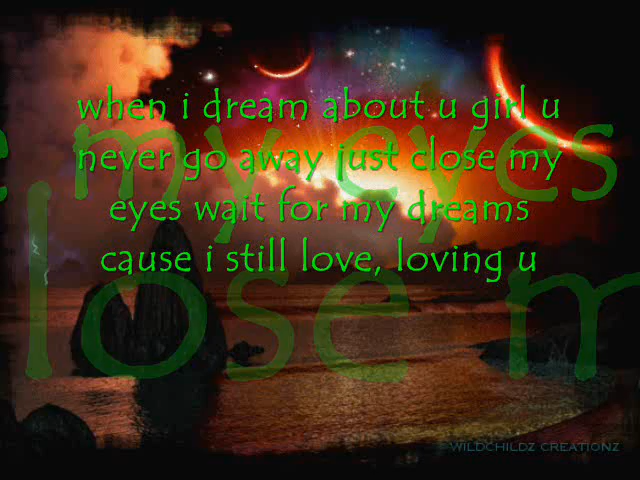 when i dream about u girl u
never go away just close my
eyes wait for my dreams
cause i still love, loving u
e my eyes
lose m
©WILDCHILDZ CREATIONZ